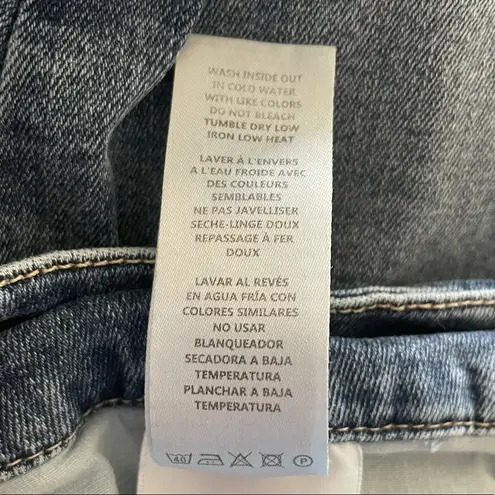 WASH INSIDE OUT
IN COLD WATER
WITH LIKE COLORS
DO NOT BLEACH
TUMBLE DRY LOW
IRON LOW HEAT
LAVER À L'ENVERS
A L'EAU FROIDE AVEC
DES COULEURS
SEMBLABLES
NE PAS JAVELLISER
SECHE-LINGE DOUX
REPASSAGE À FER
DOUX
LAVAR AL REVÉS
EN AGUA FRÍA CON
COLORES SIMILARES
NO USAR
BLANQUEADOR
SECADORA A BAJA
TEMPERATURA
PLANCHAR A BAJA
TEMPERATURA
40 P